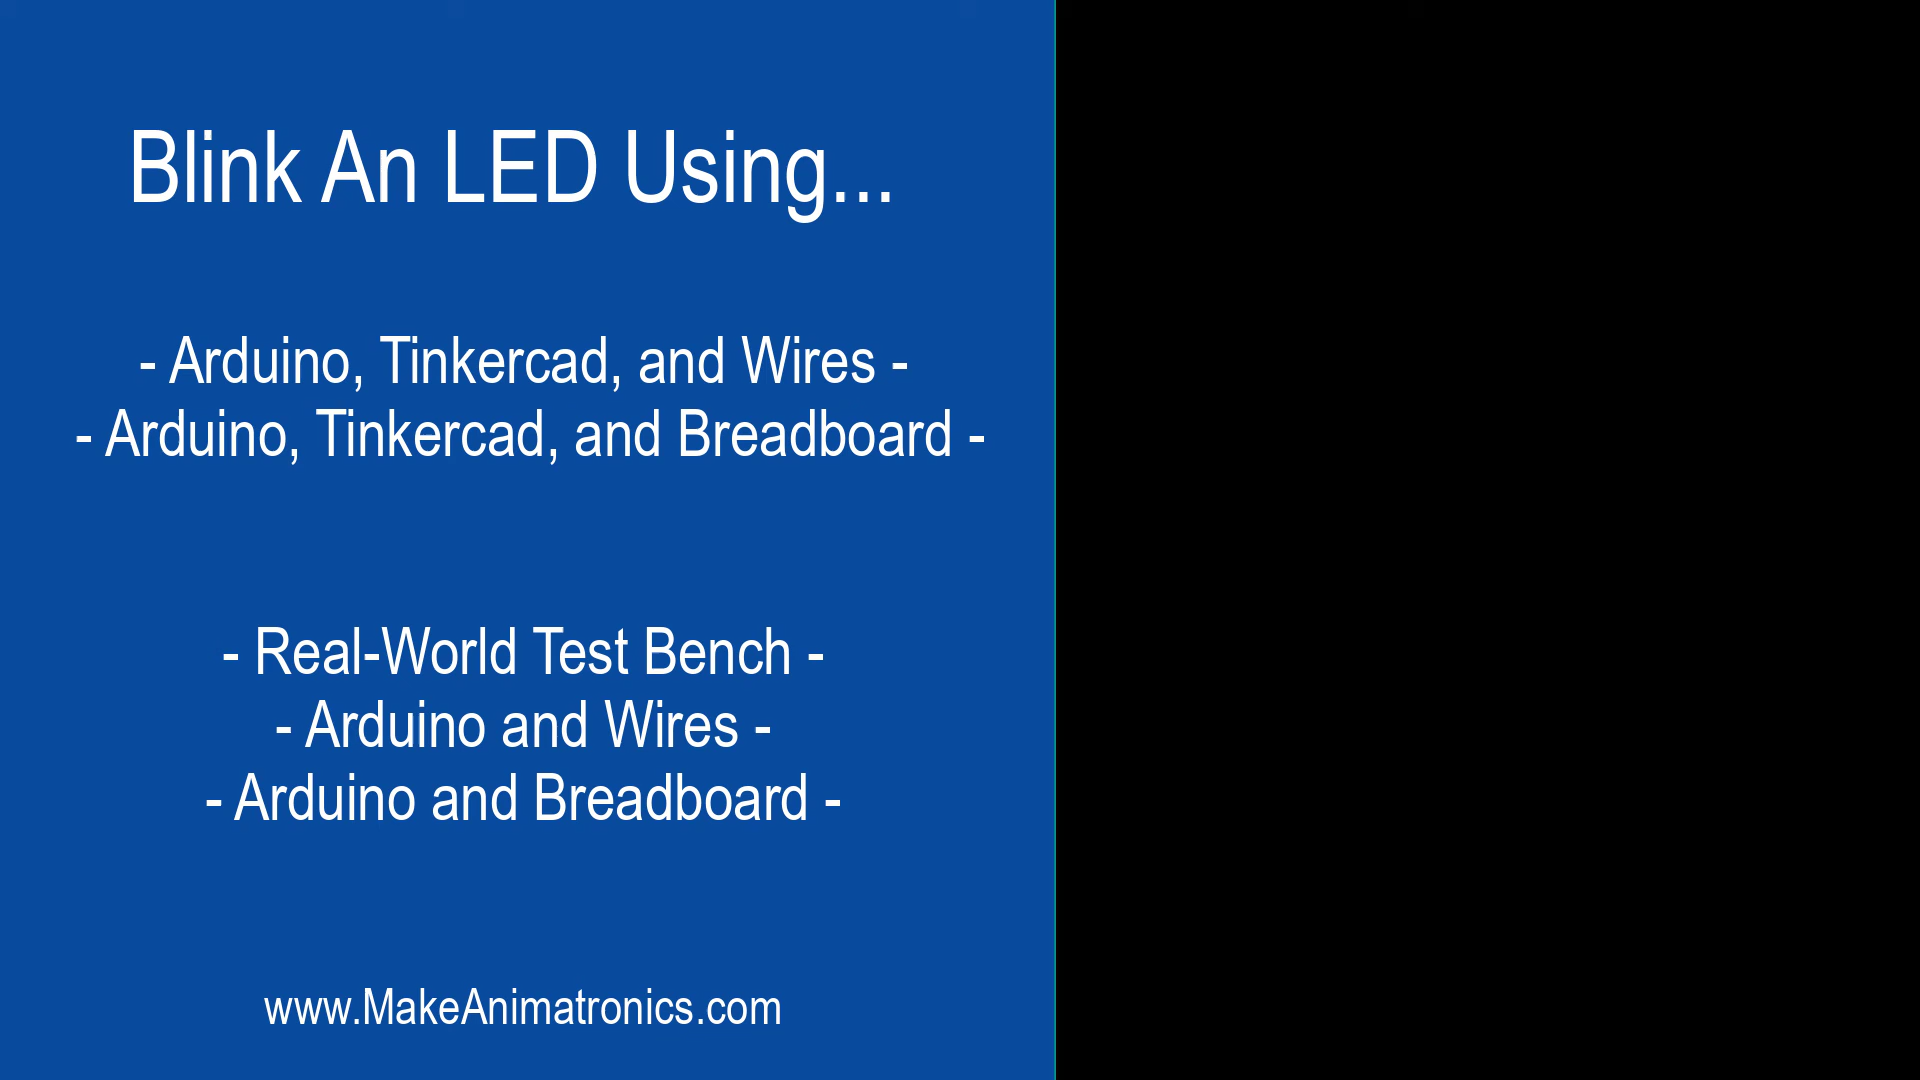 Blink An LED Using...
- Arduino, Tinkercad, and Wires -
- Arduino, Tinkercad, and Breadboard -
- Real-World Test Bench -
- Arduino and Wires -
- Arduino and Breadboard -
www.MakeAnimatronics.com